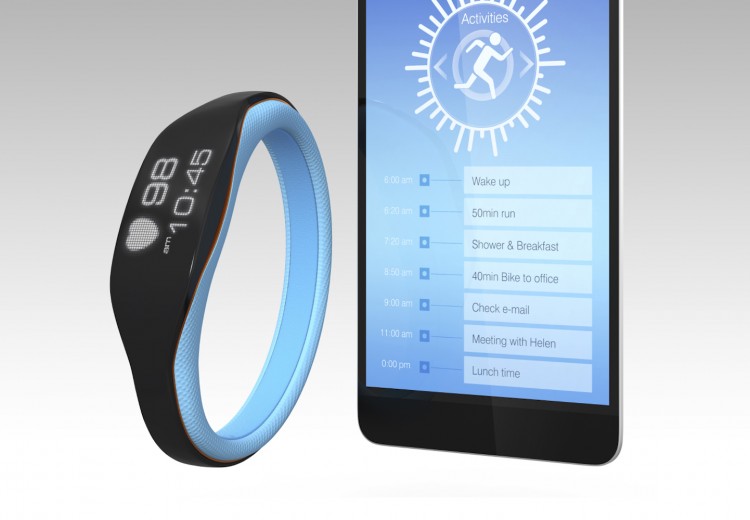 98
am 10:45
Activities
6:00 am Wake up
6:20 am 50min run
7:20 am Shower & Breakfast
8:50 am 40min Bike to office
9:00 am Check e-mail
11:00 am Meeting with Helen
0:00 pm Lunch time